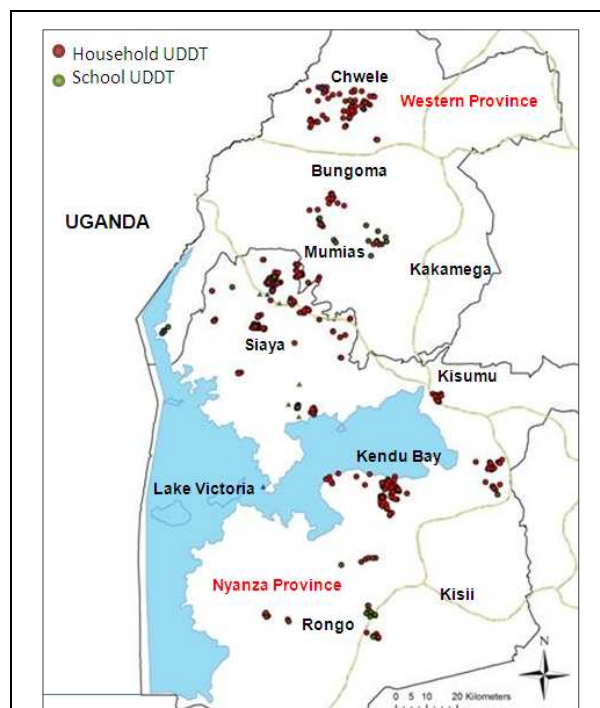 Household UDDT
School UDDT
Chwele
Western Province
Bungoma
UGANDA
Mumias
Kakamega
Siaya
Kisumu
Kendu Bay
Lake Victoria
Nyanza Province
Kisii
Rongo
N
0 5 10 20 Kilometers